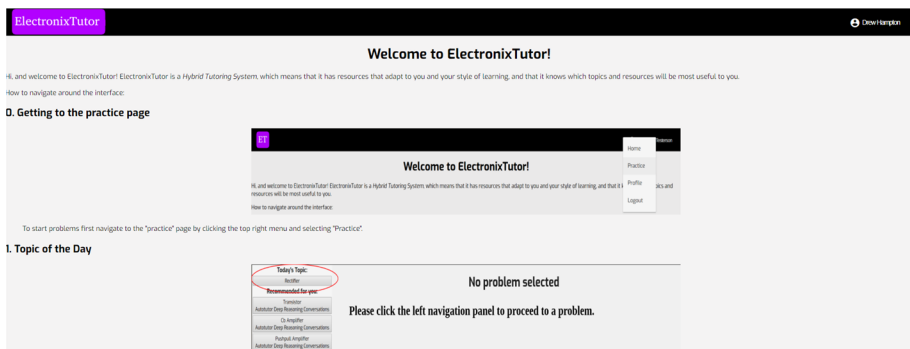 ElectronixTutor
Drew Hampton
Welcome to ElectronixTutor!
Hi, and welcome to ElectronixTutor! ElectronixTutor is a Hybrid Tutoring System, which means that it has resources that adapt to you and your style of learning, and that it knows which topics and resources will be most useful to you.
How to navigate around the interface:
0. Getting to the practice page
ET
Home
Welcome to ElectronixTutor!
Practice
Hi, and welcome to ElectronixTutor! ElectronixTutor is a Hybrid Tutoring System, which means that it has resources that adapt to you and your style of learning, and that it
Profile
resources will be most useful to you.
Logout
How to navigate around the interface:
To start problems first navigate to the "practice" page by clicking the top right menu and selecting "Practice".
1. Topic of the Day
Today's Topic:
Rectifier
Recommended for you:
Transistor
Autotutor Deep Reasoning Conversations
Cb Amplifier
Autotutor Deep Reasoning Conversations
Pushpull Amplifier
Autotutor Deep Reasoning Conversations
No problem selected
Please click the left navigation panel to proceed to a problem.